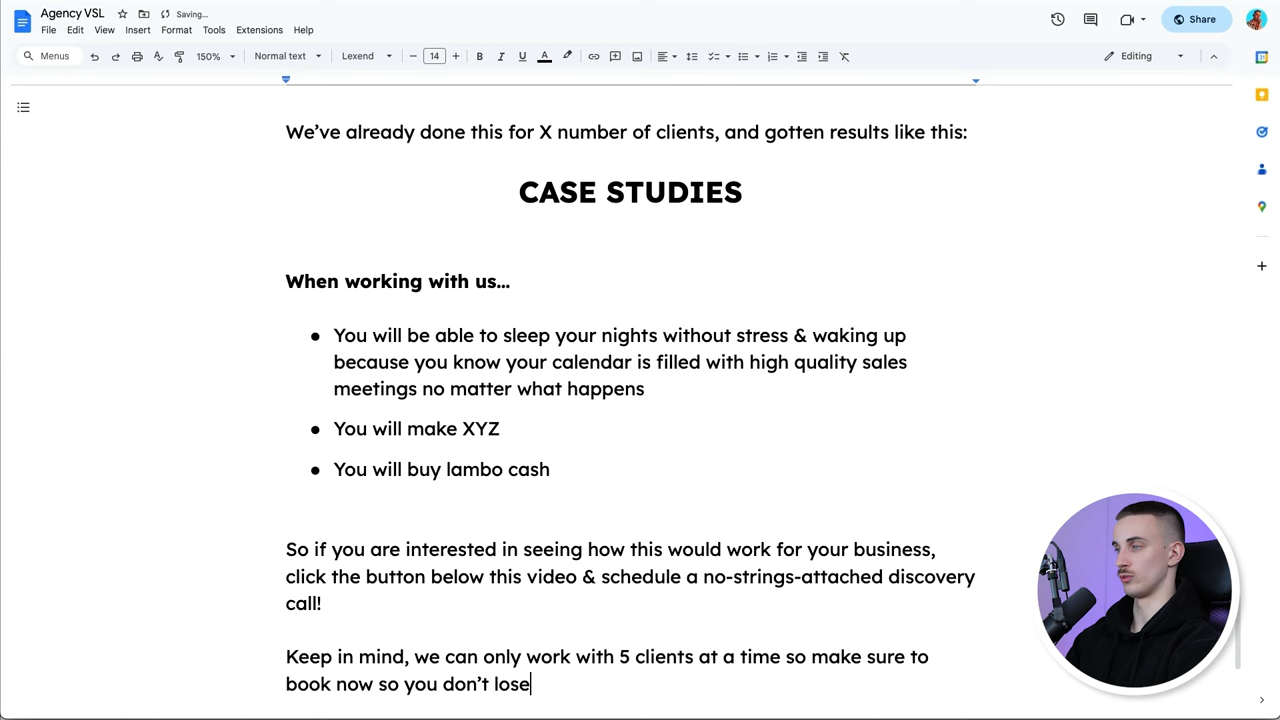 Agency VSL
Saving...
File Edit View Insert Format Tools Extensions Help
Share
Menus 150% Normal text Lexend 14 Editing
We’ve already done this for X number of clients, and gotten results like this:
CASE STUDIES
When working with us...
● You will be able to sleep your nights without stress & waking up
because you know your calendar is filled with high quality sales
meetings no matter what happens
● You will make XYZ
● You will buy lambo cash
So if you are interested in seeing how this would work for your business,
click the button below this video & schedule a no-strings-attached discovery
call!
Keep in mind, we can only work with 5 clients at a time so make sure to
book now so you don’t lose